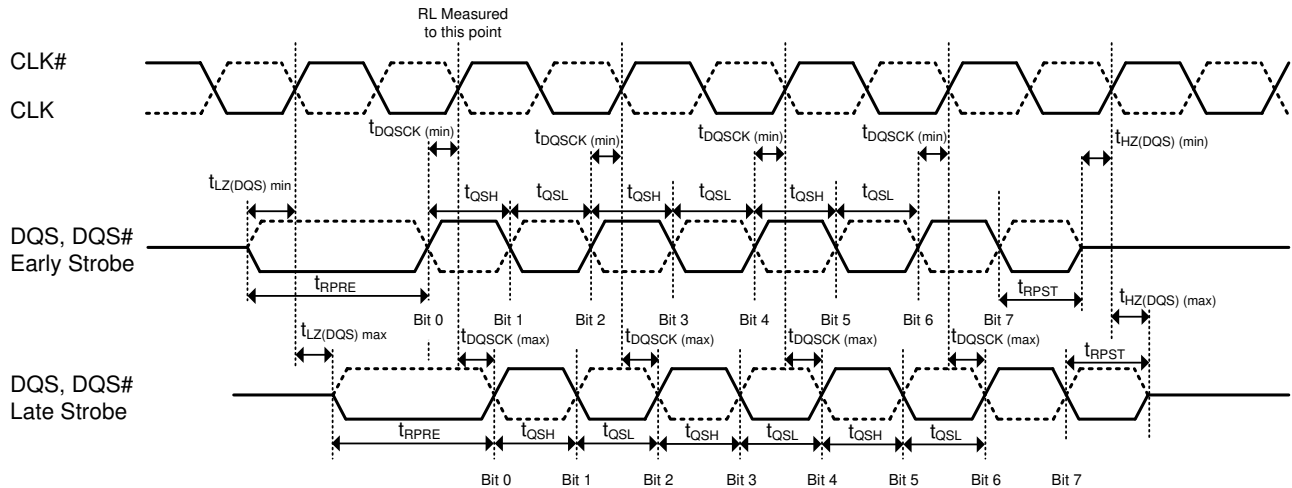 RL Measured
to this point
CLK#
CLK
tDQSCK (min)
tDQSCK (min)
tDQSCK (min)
tDQSCK (min)
tHZ(DQS) (min)
tLZ(DQS) min
tQSH
tQSL
tQSH
tQSL
tQSH
tQSL
DQS, DQS#
Early Strobe
tRPRE
tRPST
Bit 0
Bit 1
Bit 2
Bit 3
Bit 4
Bit 5
Bit 6
Bit 7
tHZ(DQS) (max)
tLZ(DQS) max
tDQSCK (max)
tDQSCK (max)
tDQSCK (max)
tDQSCK (max)
tRPST
DQS, DQS#
Late Strobe
tRPRE
tQSH
tQSL
tQSH
tQSL
tQSH
tQSL
Bit 0
Bit 1
Bit 2
Bit 3
Bit 4
Bit 5
Bit 6
Bit 7